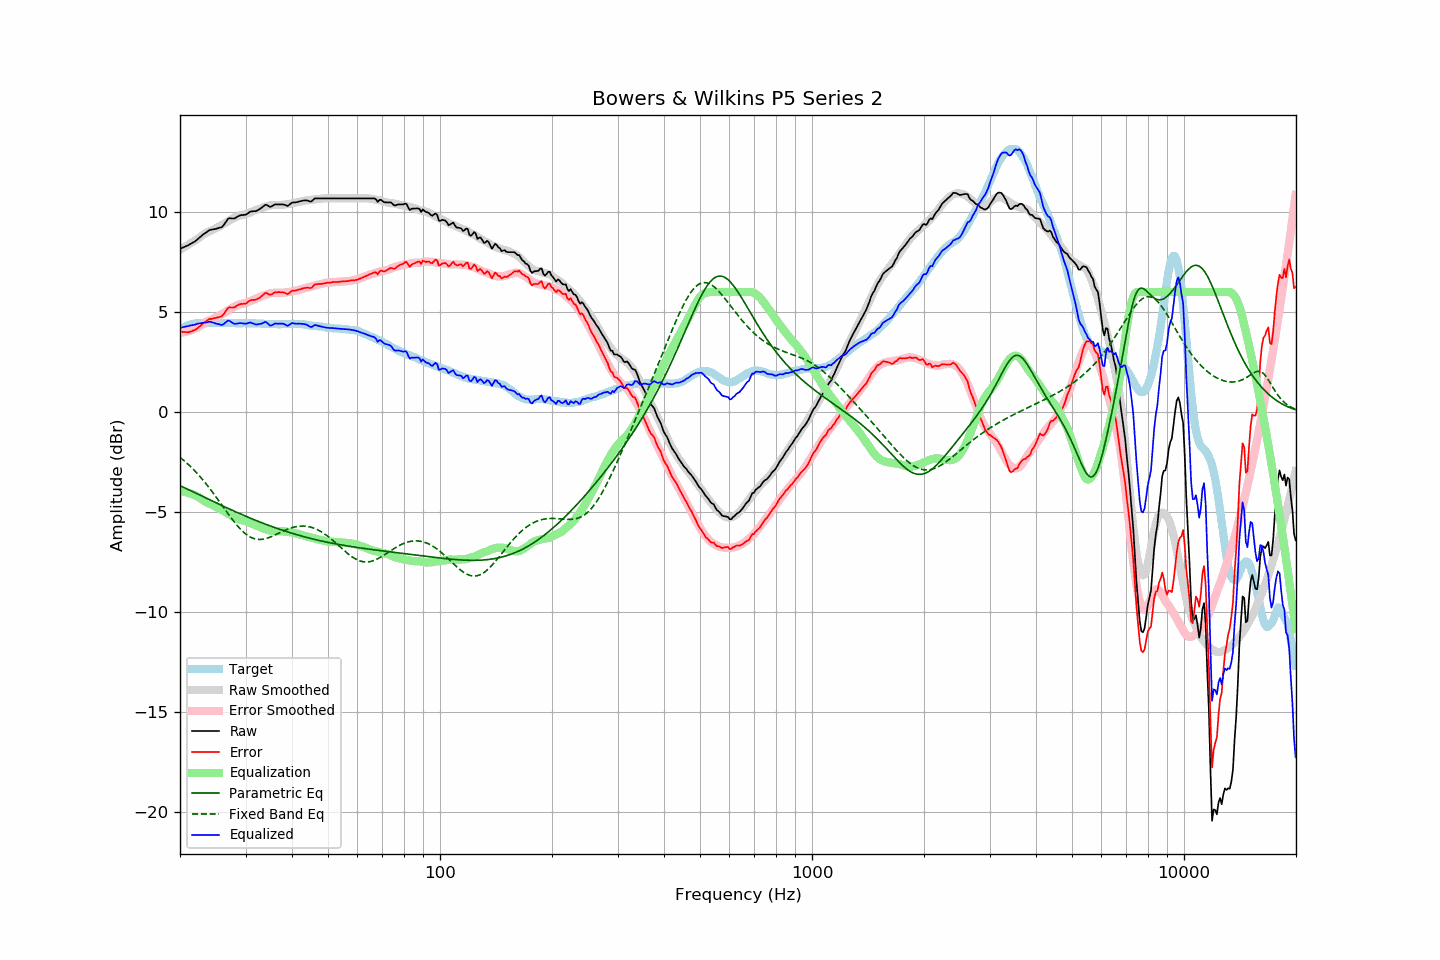 Bowers & Wilkins P5 Series 2
Amplitude (dBr)
10
5
0
−5
−10
−15
−20
Target
Raw Smoothed
Error Smoothed
Raw
Error
Equalization
Parametric Eq
Fixed Band Eq
Equalized
100
1000
10000
Frequency (Hz)